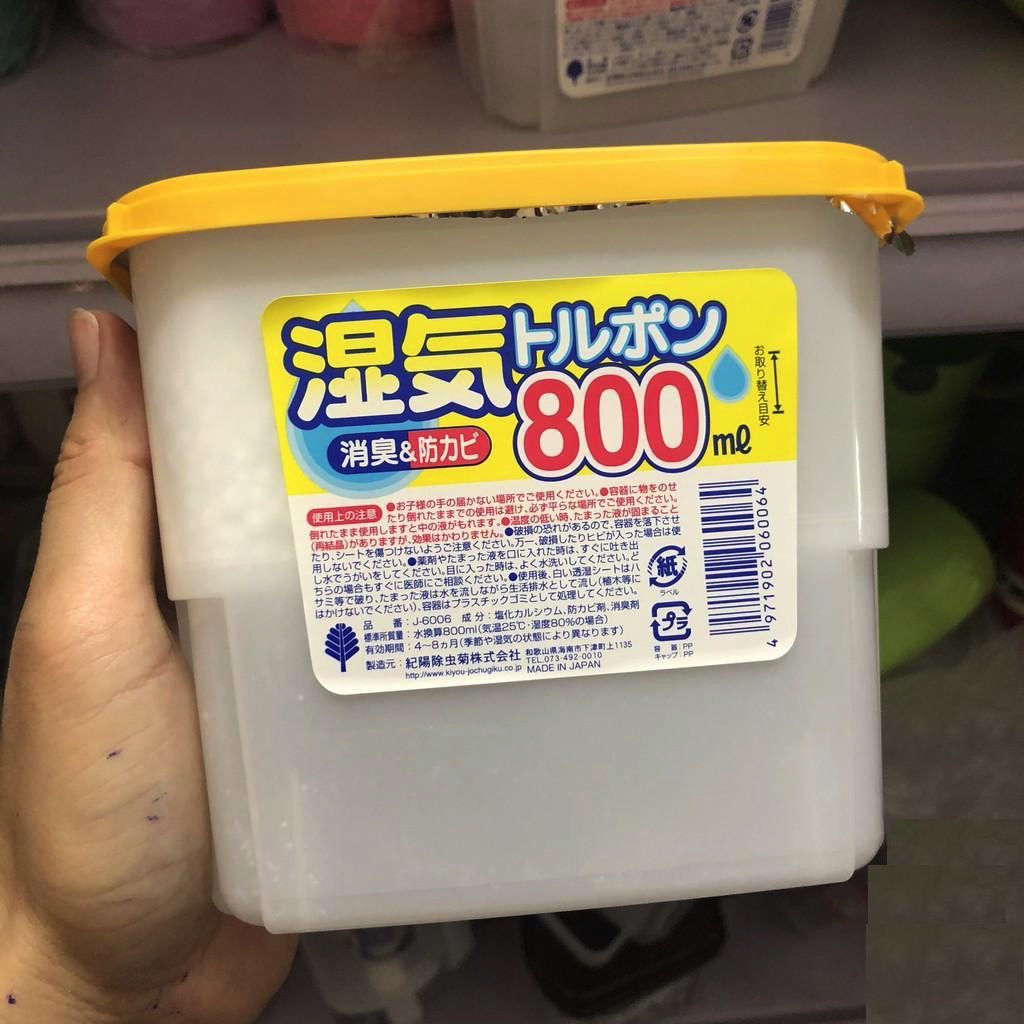 湿気トルポン
800ml
消臭&防カビ
お取り替え目安
使用上の注意
●お子様の手の届かない場所でご使用ください。●容器に物をのせ
たり倒れたままでの使用は避け、必ず平らな場所でご使用ください。
倒れたまま使用しますと中の液がもれます。●温度の低い時、たまった液が固まること
(再結晶)がありますが、効果はかわりません。●破損の恐れがあるので、容器を落下させ
たり、シートを傷つけないようご注意ください。万一、破損したりヒビが入った場合は使
用しないでください。●薬剤やたまった液を口に入れた時は、すぐに吐き出
し水でうがいをしてください。目に入った時は、よく水洗いしてください。ど
ちらの場合もすぐに医師にご相談ください。●使用後、白い透湿シートはハ
サミ等で破り、たまった液は水を流しながら生活排水として流し(植木等に
はかけないでください)、容器はプラスチックゴミとして処理してください。
品番:J-6006 成分:塩化カルシウム、防カビ剤、消臭剤
標準所質量:水換算800ml(気温25℃・湿度80%の場合)
有効期間:4〜8ヵ月(季節や湿気の状態により異なります)
製造元:紀陽除虫菊株式会社 和歌山県海南市下津町上1135
TEL.073-492-0010
http://www.kiyou-jochugiku.co.jp MADE IN JAPAN
紙
ラベル
プラ
容器:PP
キャップ:PP
4971902060064